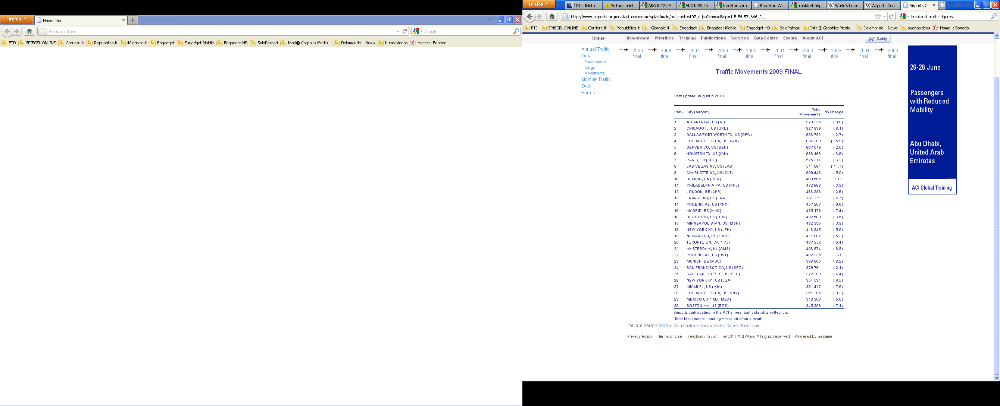 Firefox
Neuer Tab
Website öffnen
Google
FTD SPIEGEL ONLINE Corriere.it Repubblica.it ilGiornale.it Engadget Engadget Mobile Engadget HD SoloPalmari Intel® Graphics Media... Delamar.de – News buenasideas Home :: Bonedo
Firefox
1&1 - Telefo... Seiten-Ladef... AKG K-271 M... AKG K-99 Ko... frankfurt airp... Frankfurt Air... frankfurt airp... World's busie... Airports Cou... Airports C...
http://www.airports.org/cda/aci_common/display/main/aci_content07_c.jsp?zn=aci&cp=1-5-54-57_666_2__
frankfurt traffic figures
FTD SPIEGEL ONLINE Corriere.it Repubblica.it ilGiornale.it Engadget Engadget Mobile Engadget HD SoloPalmari Intel® Graphics Media... Delamar.de – News buenasideas Home :: Bonedo
Home Newsroom Priorities Training Publications Services Data Centre Events About ACI Caddy
Annual Traffic
Data
Passengers
Cargo
Movements
Monthly Traffic
Data
Forms
2009 2008 2007 2006 2005 2004 2003 2002 2001 2000
final final final final final final final final final final
Traffic Movements 2009 FINAL
Last update: August 5 2010
Rank City (Airport) Total Movements % Change
1 ATLANTA GA, US (ATL) 970 235 ( 0.8)
2 CHICAGO IL, US (ORD) 827 899 ( 6.1)
3 DALLAS/FORT WORTH TX, US (DFW) 638 782 ( 2.7)
4 LOS ANGELES CA, US (LAX) 634 383 ( 15.9)
5 DENVER CO, US (DEN) 607 019 ( 2.0)
6 HOUSTON TX, US (IAH) 538 168 ( 6.6)
7 PARIS, FR (CDG) 525 314 ( 6.2)
8 LAS VEGAS NV, US (LAS) 511 064 ( 11.7)
9 CHARLOTTE NC, US (CLT) 509 448 ( 5.0)
10 BEIJING, CN (PEK) 488 505 13.2
11 PHILADELPHIA PA, US (PHL) 472 668 ( 3.9)
12 LONDON, GB (LHR) 466 393 ( 2.6)
13 FRANKFURT, DE (FRA) 463 111 ( 4.7)
14 PHOENIX AZ, US (PHX) 457 207 ( 9.0)
15 MADRID, ES (MAD) 435 179 ( 7.4)
16 DETROIT MI, US (DTW) 432 589 ( 6.5)
17 MINNEAPOLIS MN, US (MSP) 432 395 ( 3.9)
18 NEW YORK NY, US (JFK) 416 945 ( 5.5)
19 NEWARK NJ, US (EWR) 411 607 ( 5.3)
20 TORONTO ON, CA (YYZ) 407 352 ( 5.4)
21 AMSTERDAM, NL (AMS) 406 974 ( 8.9)
22 PHOENIX AZ, US (DVT) 402 335 6.9
23 MUNICH, DE (MUC) 396 805 ( 8.2)
24 SAN FRANCISCO CA, US (SFO) 379 751 ( 2.1)
25 SALT LAKE CITY UT, US (SLC) 372 300 ( 4.4)
26 NEW YORK NY, US (LGA) 354 594 ( 6.5)
27 MIAMI FL, US (MIA) 351 417 ( 7.5)
28 LOS ANGELES CA, US (VNY) 351 285 ( 9.2)
29 MEXICO CITY, MX (MEX) 348 306 ( 5.0)
30 BOSTON MA, US (BOS) 345 306 ( 7.1)
Airports participating in the ACI annual traffic statistics collection.
Total Movements: landing + take off of an aircraft.
You are here: Home » Data Centre » Annual Traffic Data » Movements
Privacy Policy - Terms of Use - Feedback to ACI - © 2011 ACI World All rights reserved - Powered by Sezame
26-28 June
Passengers
with Reduced
Mobility
Abu Dhabi,
United Arab
Emirates
ACI Global Training